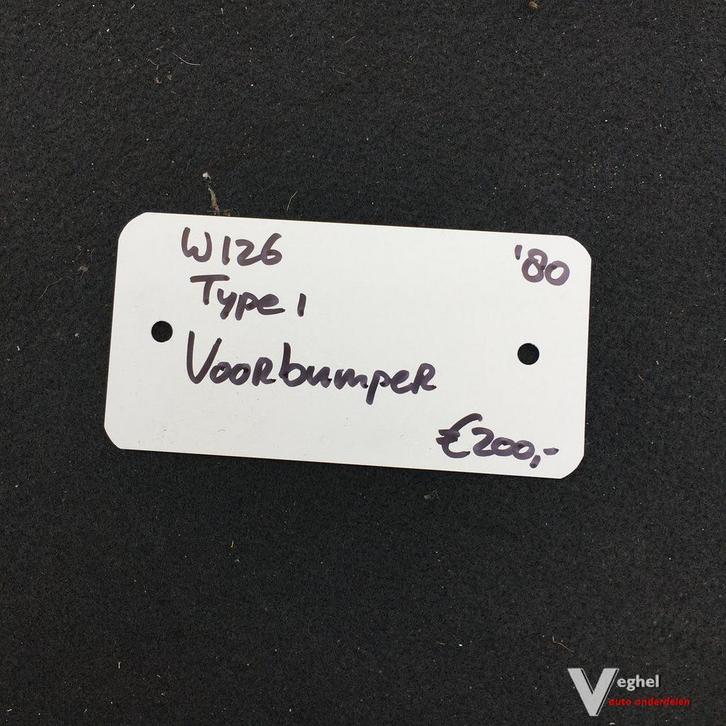 W126 '80
Type 1
Voorbumper
€200,-
Veghel
auto onderdelen